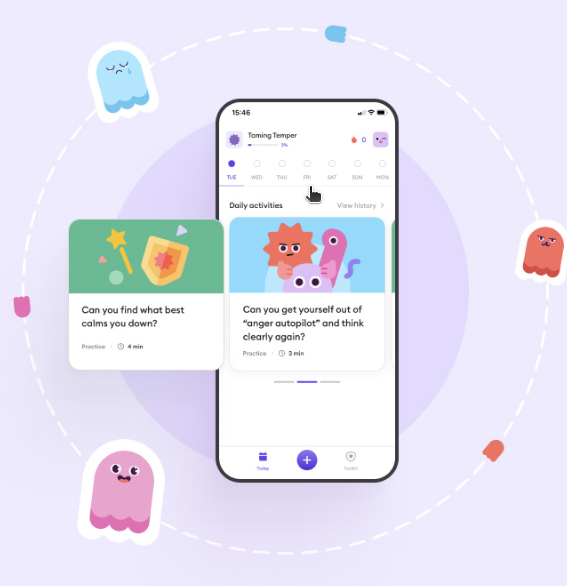 15:46
Taming Temper
3%
0
TUE WED THU FRI SAT SUN MON
Daily activities
View history
Can you find what best
calms you down?
Practice · 4 min
Can you get yourself out of
“anger autopilot” and think
clearly again?
Practice · 3 min
Today
Toolkit